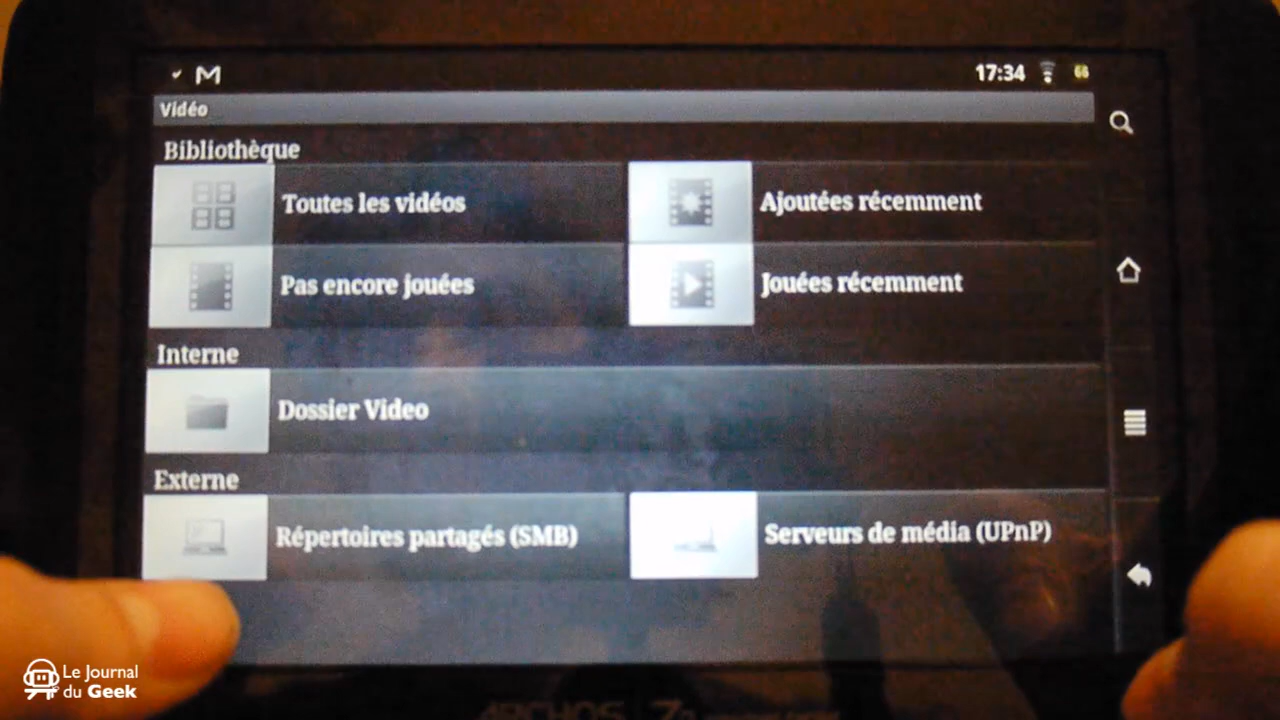 17:34
Vidéo
Bibliothèque
Toutes les vidéos
Ajoutées récemment
Pas encore jouées
Jouées récemment
Interne
Dossier Video
Externe
Répertoires partagés (SMB)
Serveurs de média (UPnP)
Le Journal
du Geek
ARCHOS